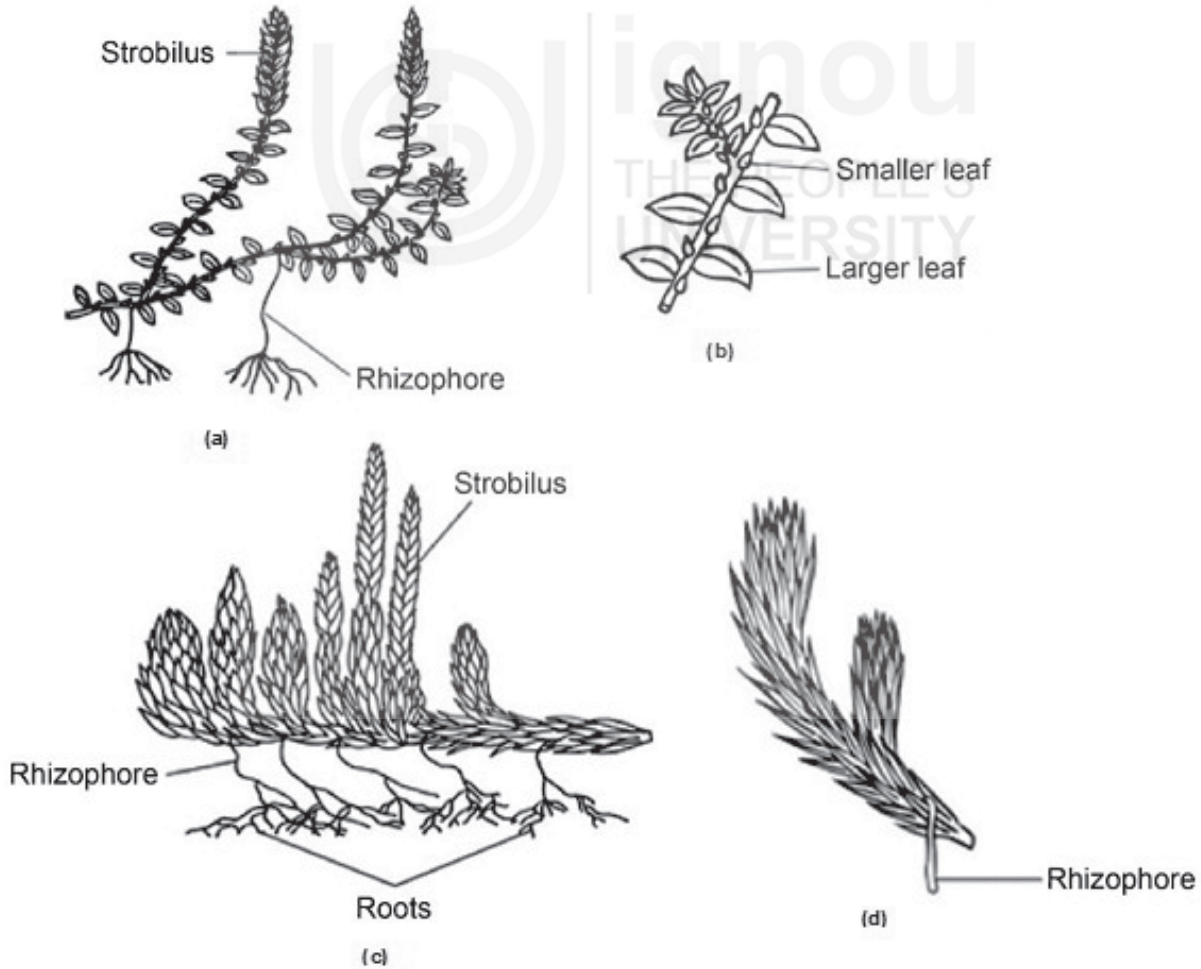 ignou
THE PEOPLE'S
UNIVERSITY
Strobilus
Rhizophore
(a)
Smaller leaf
Larger leaf
(b)
Strobilus
Rhizophore
Roots
(c)
Rhizophore
(d)